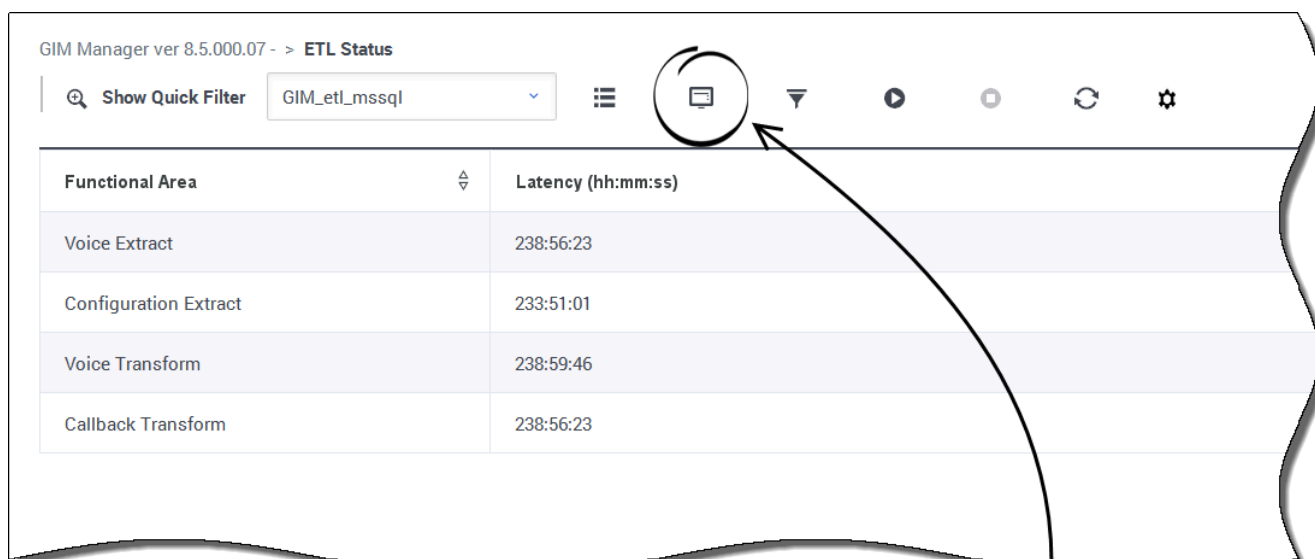 GIM Manager ver 8.5.000.07 -  > ETL Status
Show Quick Filter GIM_etl_mssql
Functional Area Latency (hh:mm:ss)
Voice Extract 238:56:23
Configuration Extract 233:51:01
Voice Transform 238:59:46
Callback Transform 238:56:23